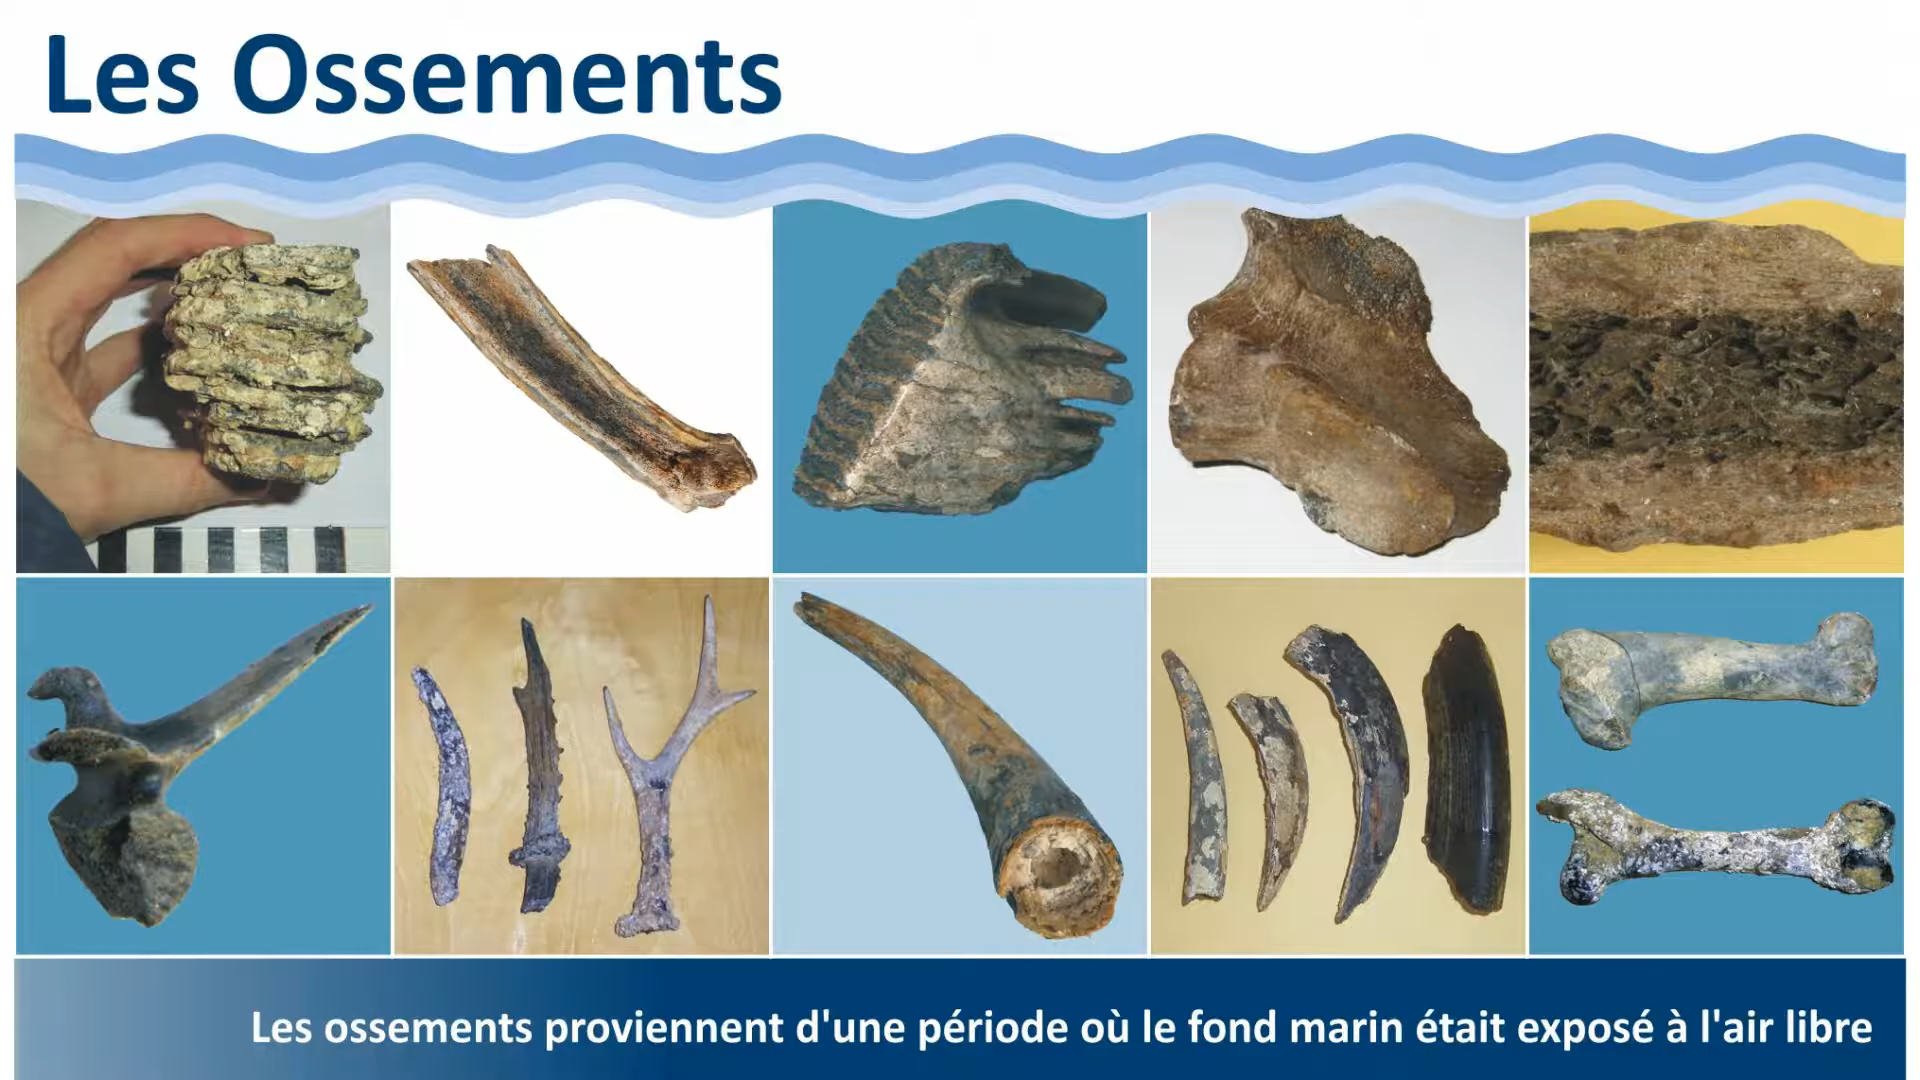 Les Ossements
Les ossements proviennent d'une période où le fond marin était exposé à l'air libre